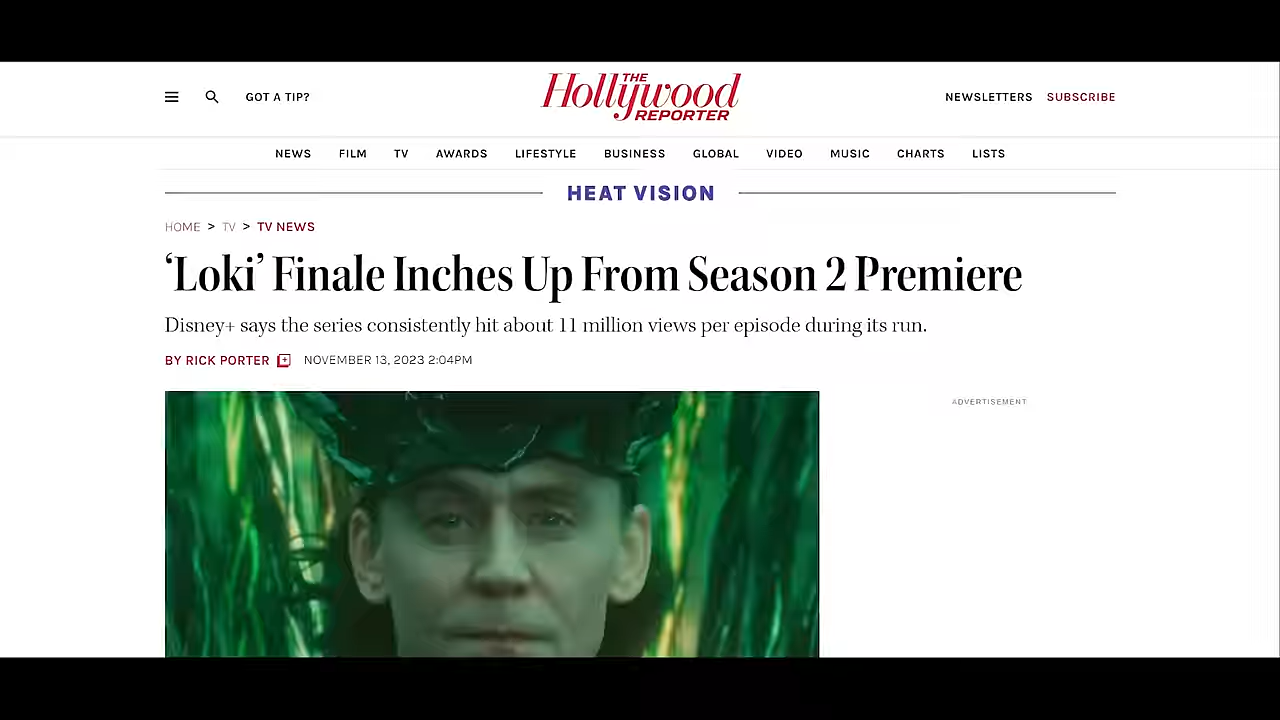 GOT A TIP?
THE
Hollywood
REPORTER
NEWSLETTERS SUBSCRIBE
NEWS FILM TV AWARDS LIFESTYLE BUSINESS GLOBAL VIDEO MUSIC CHARTS LISTS
HEAT VISION
HOME > TV > TV NEWS
‘Loki’ Finale Inches Up From Season 2 Premiere
Disney+ says the series consistently hit about 11 million views per episode during its run.
BY RICK PORTER NOVEMBER 13, 2023 2:04PM
ADVERTISEMENT